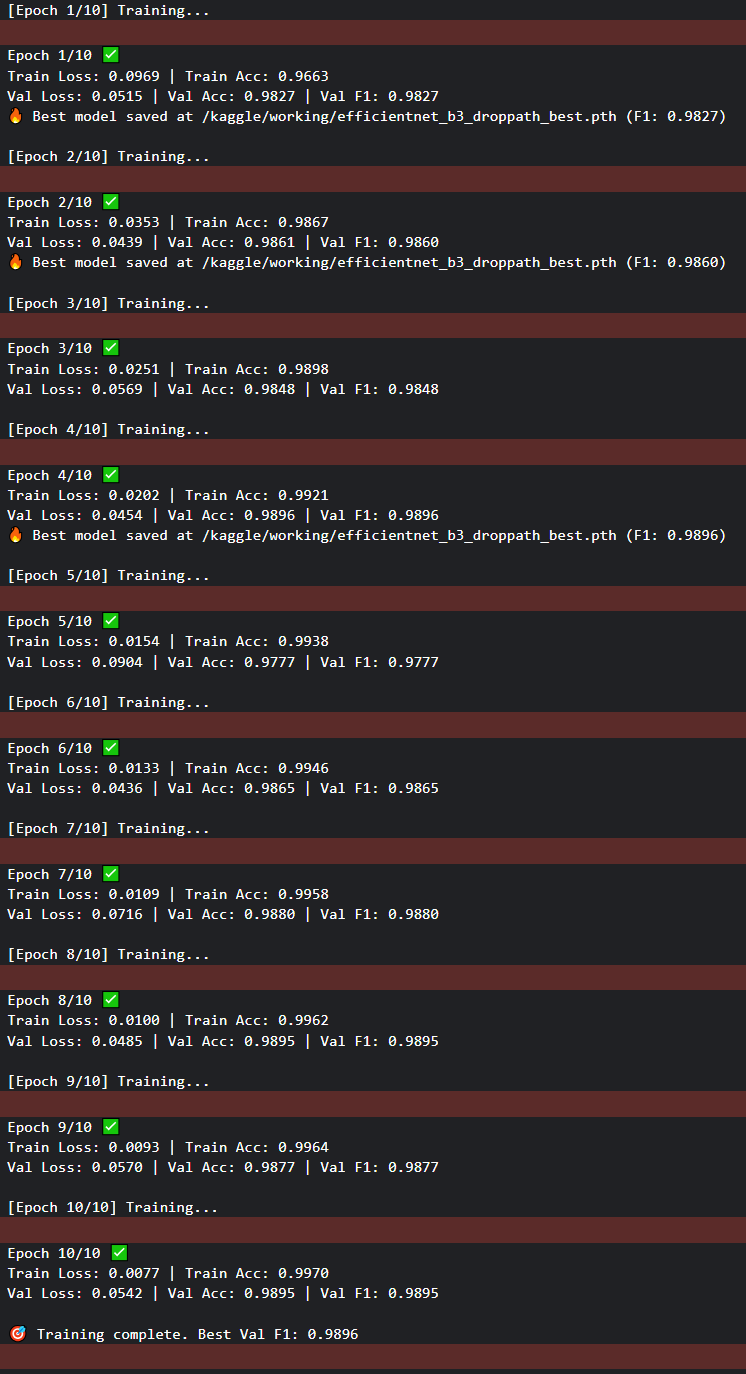 [Epoch 1/10] Training...
Epoch 1/10 ✅
Train Loss: 0.0969 | Train Acc: 0.9663
Val Loss: 0.0515 | Val Acc: 0.9827 | Val F1: 0.9827
🔥 Best model saved at /kaggle/working/efficientnet_b3_droppath_best.pth (F1: 0.9827)
[Epoch 2/10] Training...
Epoch 2/10 ✅
Train Loss: 0.0353 | Train Acc: 0.9867
Val Loss: 0.0439 | Val Acc: 0.9861 | Val F1: 0.9860
🔥 Best model saved at /kaggle/working/efficientnet_b3_droppath_best.pth (F1: 0.9860)
[Epoch 3/10] Training...
Epoch 3/10 ✅
Train Loss: 0.0251 | Train Acc: 0.9898
Val Loss: 0.0569 | Val Acc: 0.9848 | Val F1: 0.9848
[Epoch 4/10] Training...
Epoch 4/10 ✅
Train Loss: 0.0202 | Train Acc: 0.9921
Val Loss: 0.0454 | Val Acc: 0.9896 | Val F1: 0.9896
🔥 Best model saved at /kaggle/working/efficientnet_b3_droppath_best.pth (F1: 0.9896)
[Epoch 5/10] Training...
Epoch 5/10 ✅
Train Loss: 0.0154 | Train Acc: 0.9938
Val Loss: 0.0904 | Val Acc: 0.9777 | Val F1: 0.9777
[Epoch 6/10] Training...
Epoch 6/10 ✅
Train Loss: 0.0133 | Train Acc: 0.9946
Val Loss: 0.0436 | Val Acc: 0.9865 | Val F1: 0.9865
[Epoch 7/10] Training...
Epoch 7/10 ✅
Train Loss: 0.0109 | Train Acc: 0.9958
Val Loss: 0.0716 | Val Acc: 0.9880 | Val F1: 0.9880
[Epoch 8/10] Training...
Epoch 8/10 ✅
Train Loss: 0.0100 | Train Acc: 0.9962
Val Loss: 0.0485 | Val Acc: 0.9895 | Val F1: 0.9895
[Epoch 9/10] Training...
Epoch 9/10 ✅
Train Loss: 0.0093 | Train Acc: 0.9964
Val Loss: 0.0570 | Val Acc: 0.9877 | Val F1: 0.9877
[Epoch 10/10] Training...
Epoch 10/10 ✅
Train Loss: 0.0077 | Train Acc: 0.9970
Val Loss: 0.0542 | Val Acc: 0.9895 | Val F1: 0.9895
🎯 Training complete. Best Val F1: 0.9896